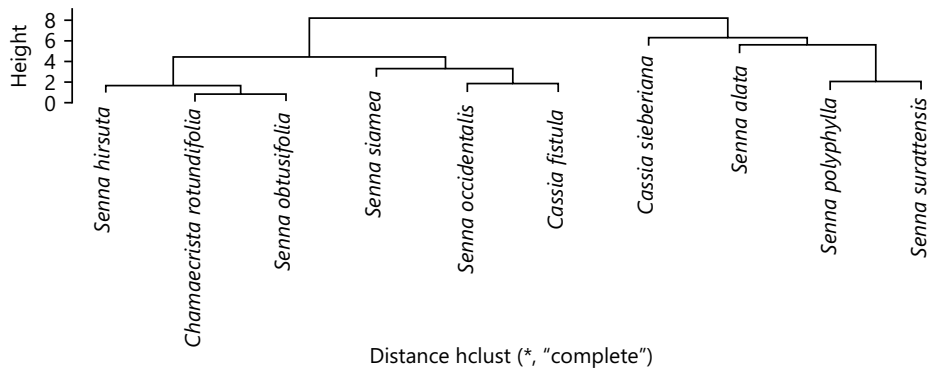 Height
8
6
4
2
0
Senna hirsuta
Chamaecrista rotundifolia
Senna obtusifolia
Senna siamea
Senna occidentalis
Cassia fistula
Cassia sieberiana
Senna alata
Senna polyphylla
Senna surattensis
Distance hclust (*, “complete”)